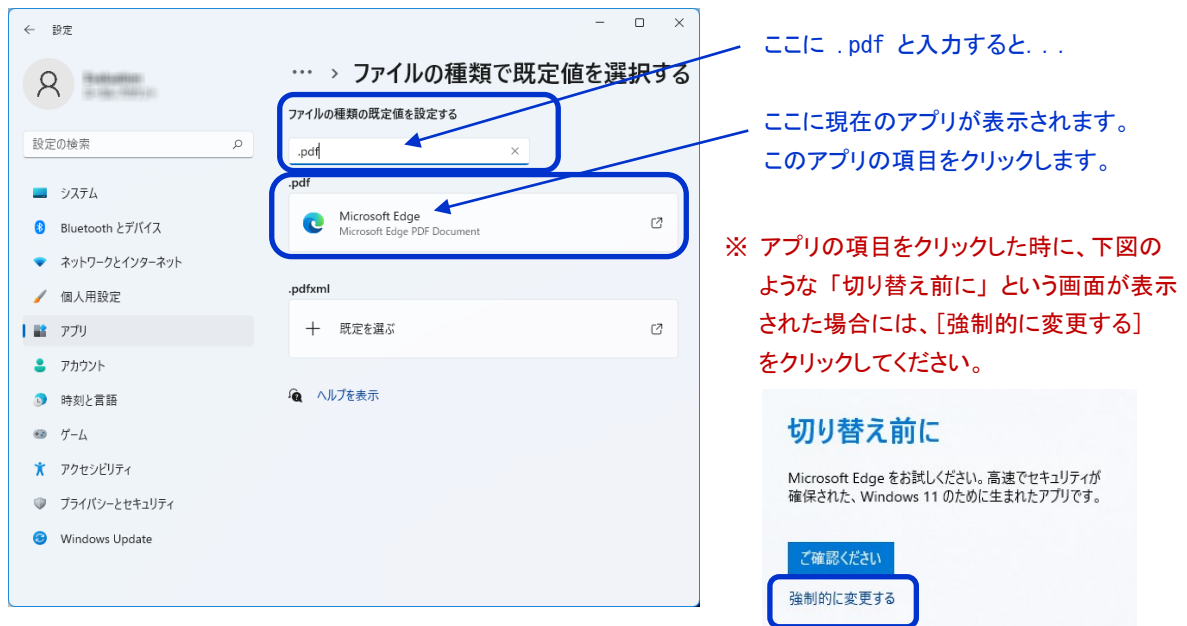 設定
… › ファイルの種類で既定値を選択する
ファイルの種類の既定値を設定する
設定の検索
.pdf
.pdf
Microsoft Edge
Microsoft Edge PDF Document
.pdfxml
既定を選ぶ
ヘルプを表示
システム
Bluetooth とデバイス
ネットワークとインターネット
個人用設定
アプリ
アカウント
時刻と言語
ゲーム
アクセシビリティ
プライバシーとセキュリティ
Windows Update
ここに .pdf と入力すると...
ここに現在のアプリが表示されます。
このアプリの項目をクリックします。
※ アプリの項目をクリックした時に、下図の
ような「切り替え前に」という画面が表示
された場合には、[強制的に変更する]
をクリックしてください。
切り替え前に
Microsoft Edge をお試しください。高速でセキュリティが
確保された、Windows 11 のために生まれたアプリです。
ご確認ください
強制的に変更する